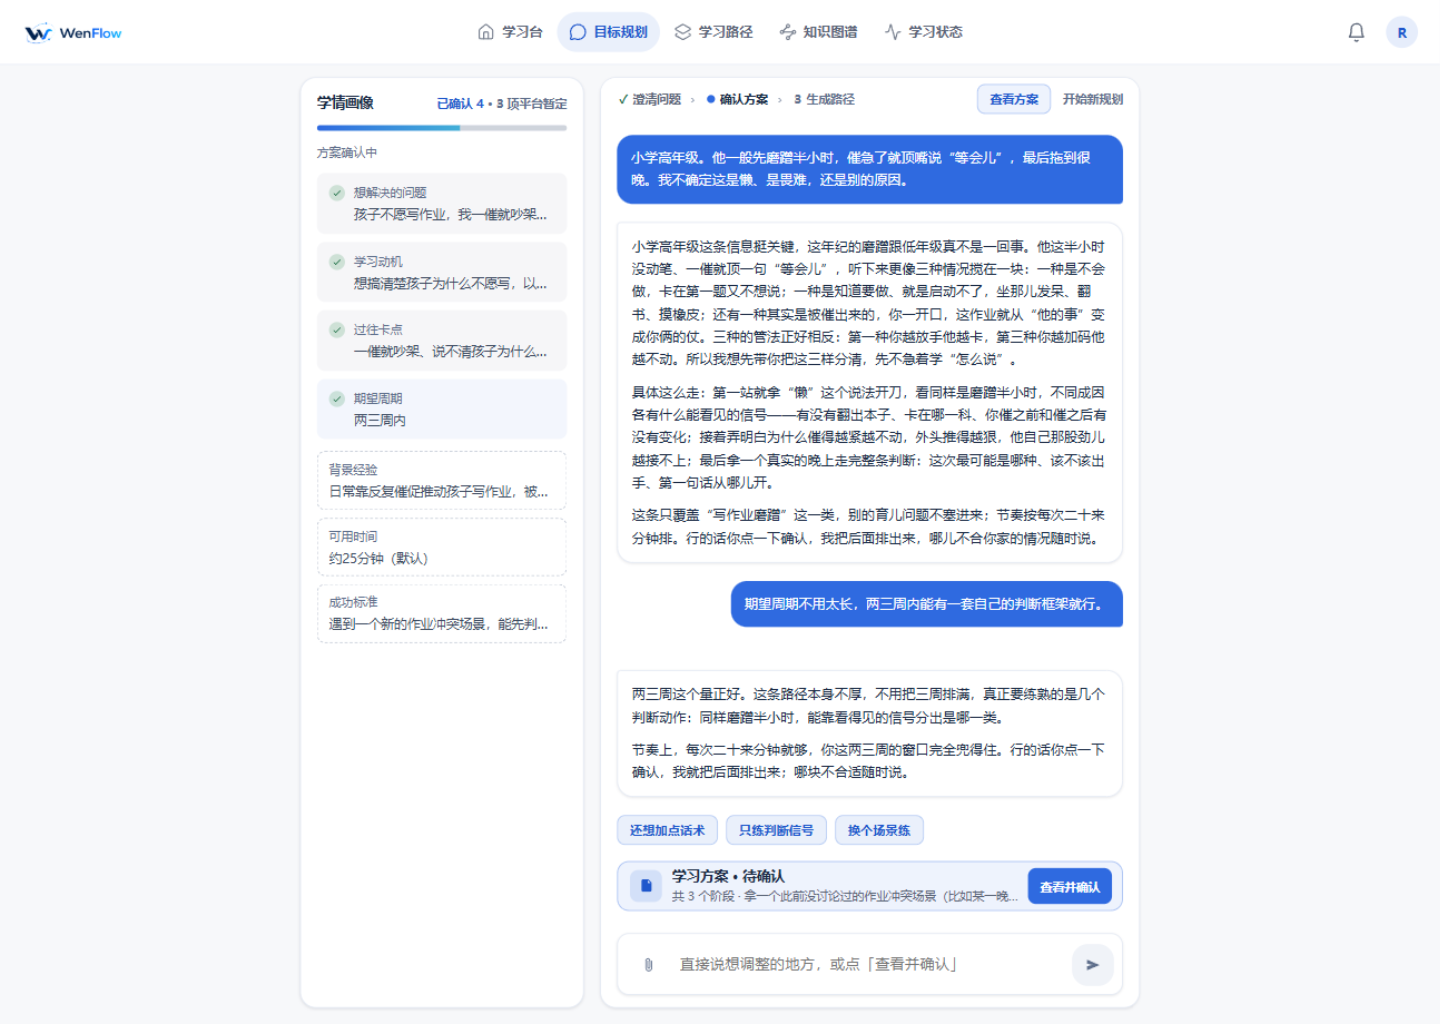 WenFlow
学习台
目标规划
学习路径
知识图谱
学习状态
R
学情画像
已确认 4 • 3 项平台暂定
方案确认中
想解决的问题
孩子不愿写作业，我一催就吵架...
学习动机
想搞清楚孩子为什么不愿写，以...
过往卡点
一催就吵架、说不清孩子为什么...
期望周期
两三周内
背景经验
日常靠反复催促推动孩子写作业，被...
可用时间
约25分钟（默认）
成功标准
遇到一个新的作业冲突场景，能先判...
✓ 澄清问题 › 确认方案 › 3 生成路径
查看方案
开始新规划
小学高年级。他一般先磨蹭半小时，催急了就顶嘴说“等会儿”，最后拖到很
晚。我不确定这是懒、是畏难，还是别的原因。
小学高年级这条信息挺关键，这年纪的磨蹭跟低年级真不是一回事。他这半小时
没动笔、一催就顶一句“等会儿”，听下来更像三种情况搅在一块：一种是不会
做，卡在第一题又不想说；一种是知道要做、就是启动不了，坐那儿发呆、翻
书、摸橡皮；还有一种其实是被催出来的，你一开口，这作业就从“他的事”变
成你俩的仗。三种的管法正好相反：第一种你越放手他越卡，第三种你越加码他
越不动。所以我想先带你把这三样分清，先不急着学“怎么说”。
具体这么走：第一站就拿“懒”这个说法开刀，看同样是磨蹭半小时，不同成因
各有什么能看见的信号——有没有翻出本子、卡在哪一科、你催之前和催之后有
没有变化；接着弄明白为什么催得越紧越不动，外头推得越狠，他自己那股劲儿
越接不上；最后拿一个真实的晚上走完整条判断：这次最可能是哪种、该不该出
手、第一句话从哪儿开。
这条只覆盖“写作业磨蹭”这一类，别的育儿问题不塞进来；节奏按每次二十来
分钟排。行的话你点一下确认，我把后面排出来，哪儿不合你家的情况随时说。
期望周期不用太长，两三周内能有一套自己的判断框架就行。
两三周这个量正好。这条路径本身不厚，不用把三周排满，真正要练熟的是几个
判断动作：同样磨蹭半小时，能靠看得见的信号分出是哪一类。
节奏上，每次二十来分钟就够，你这两三周的窗口完全兜得住。行的话你点一下
确认，我就把后面排出来；哪块不合适随时说。
还想加点话术
只练判断信号
换个场景练
学习方案 • 待确认
共 3 个阶段 · 拿一个此前没讨论过的作业冲突场景（比如某一晚...
查看并确认
直接说想调整的地方，或点「查看并确认」